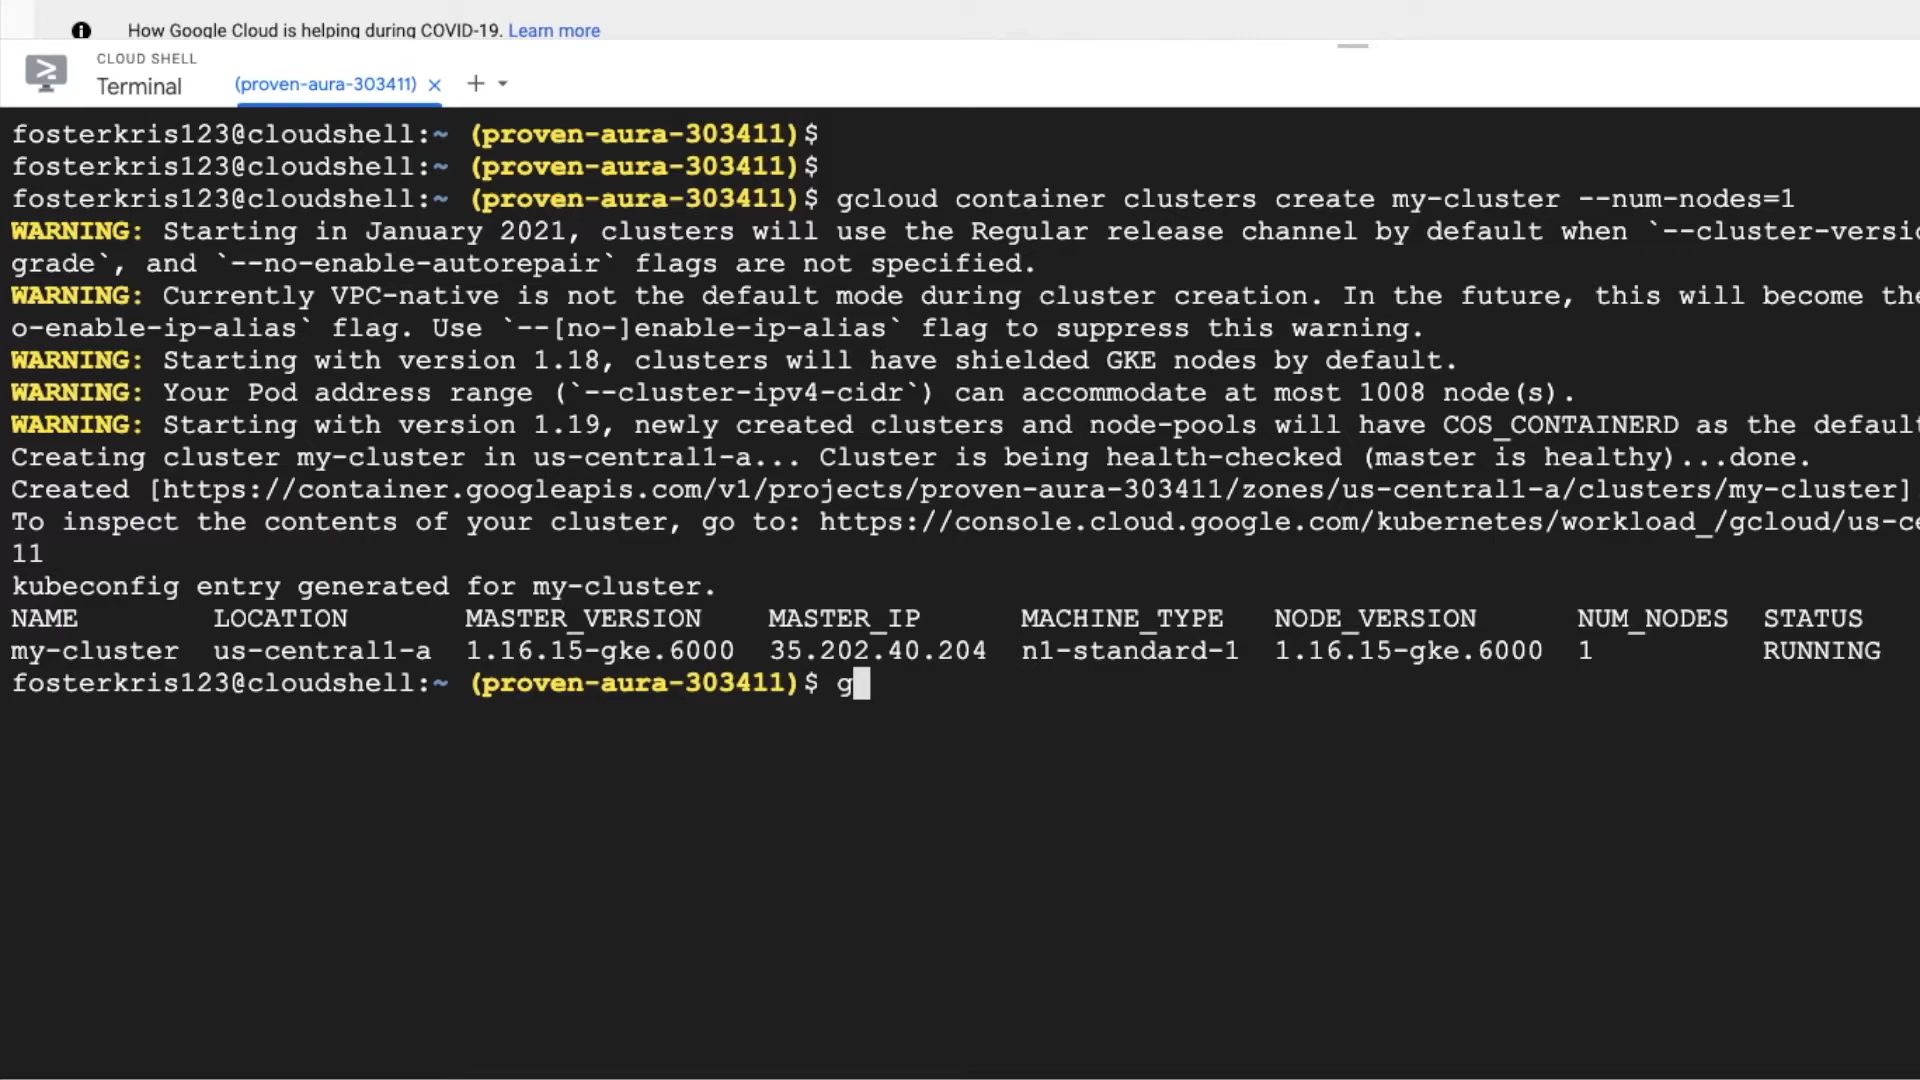 How Google Cloud is helping during COVID-19. Learn more
CLOUD SHELL
Terminal
(proven-aura-303411)
fosterkris123@cloudshell:~ (proven-aura-303411)$
fosterkris123@cloudshell:~ (proven-aura-303411)$
fosterkris123@cloudshell:~ (proven-aura-303411)$ gcloud container clusters create my-cluster --num-nodes=1
WARNING: Starting in January 2021, clusters will use the Regular release channel by default when `--cluster-versi
grade`, and `--no-enable-autorepair` flags are not specified.
WARNING: Currently VPC-native is not the default mode during cluster creation. In the future, this will become the
o-enable-ip-alias` flag. Use `--[no-]enable-ip-alias` flag to suppress this warning.
WARNING: Starting with version 1.18, clusters will have shielded GKE nodes by default.
WARNING: Your Pod address range (`--cluster-ipv4-cidr`) can accommodate at most 1008 node(s).
WARNING: Starting with version 1.19, newly created clusters and node-pools will have COS_CONTAINERD as the default
Creating cluster my-cluster in us-central1-a... Cluster is being health-checked (master is healthy)...done.
Created [https://container.googleapis.com/v1/projects/proven-aura-303411/zones/us-central1-a/clusters/my-cluster]
To inspect the contents of your cluster, go to: https://console.cloud.google.com/kubernetes/workload_/gcloud/us-ce
11
kubeconfig entry generated for my-cluster.
NAME LOCATION MASTER_VERSION MASTER_IP MACHINE_TYPE NODE_VERSION NUM_NODES STATUS
my-cluster us-central1-a 1.16.15-gke.6000 35.202.40.204 n1-standard-1 1.16.15-gke.6000 1 RUNNING
fosterkris123@cloudshell:~ (proven-aura-303411)$ g